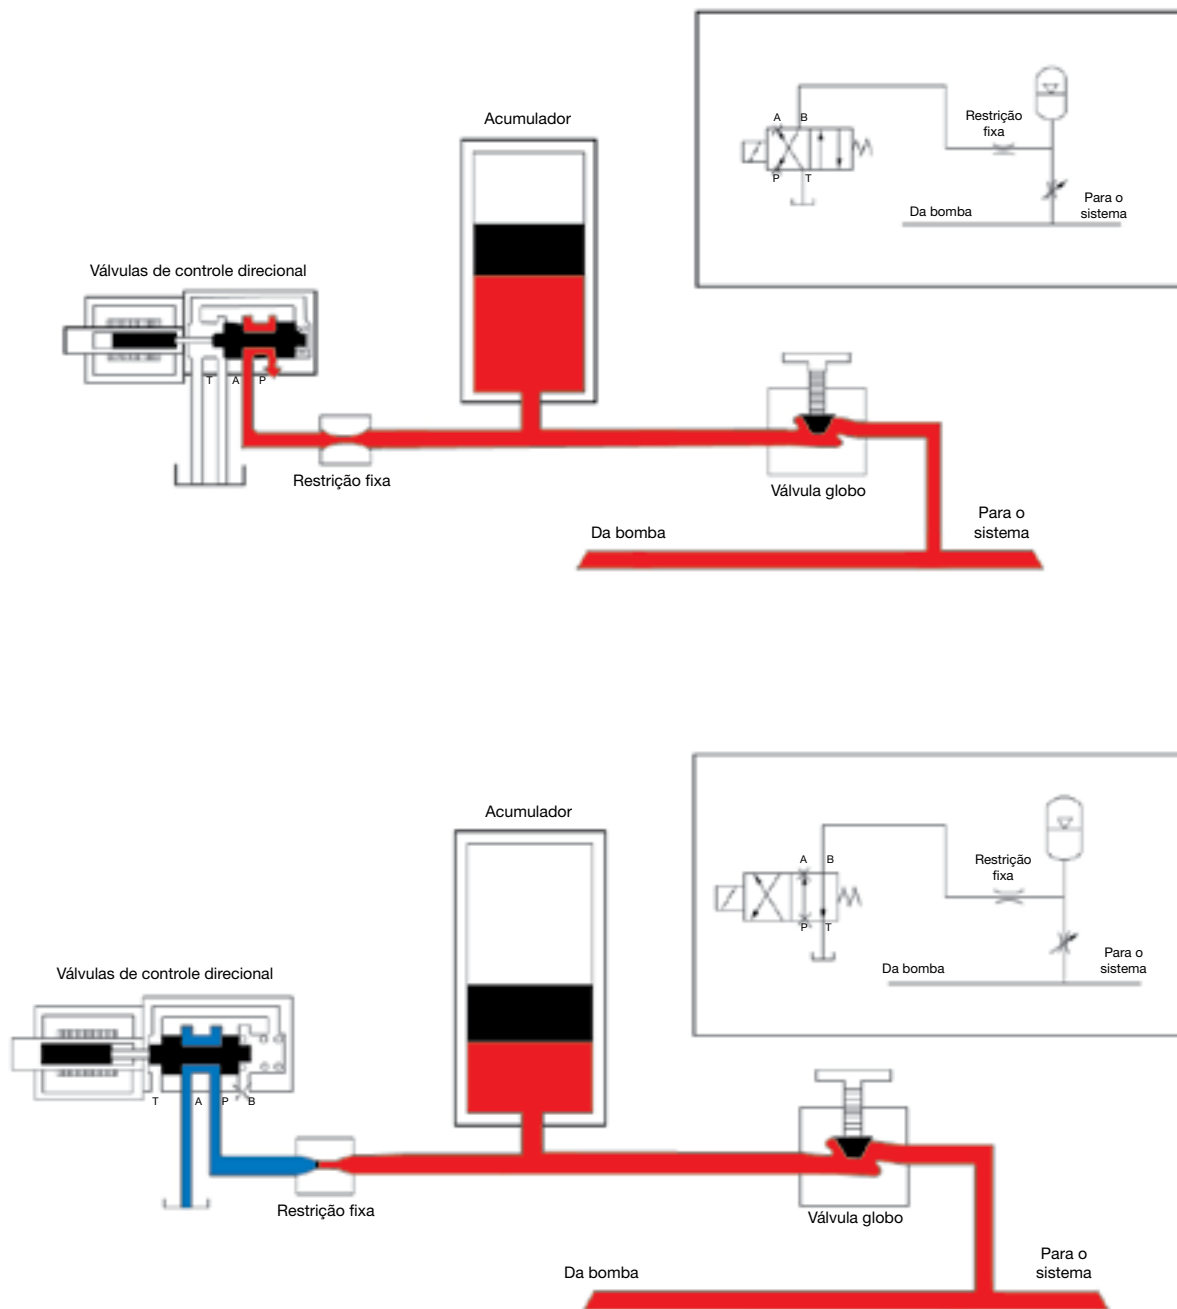 Acumulador
A B
Restrição
fixa
P T
Da bomba
Para o
sistema
Válvulas de controle direcional
T A P
Restrição fixa
Válvula globo
Da bomba
Para o
sistema
Acumulador
A B
Restrição
fixa
P T
Da bomba
Para o
sistema
Válvulas de controle direcional
T A P B
Restrição fixa
Válvula globo
Da bomba
Para o
sistema